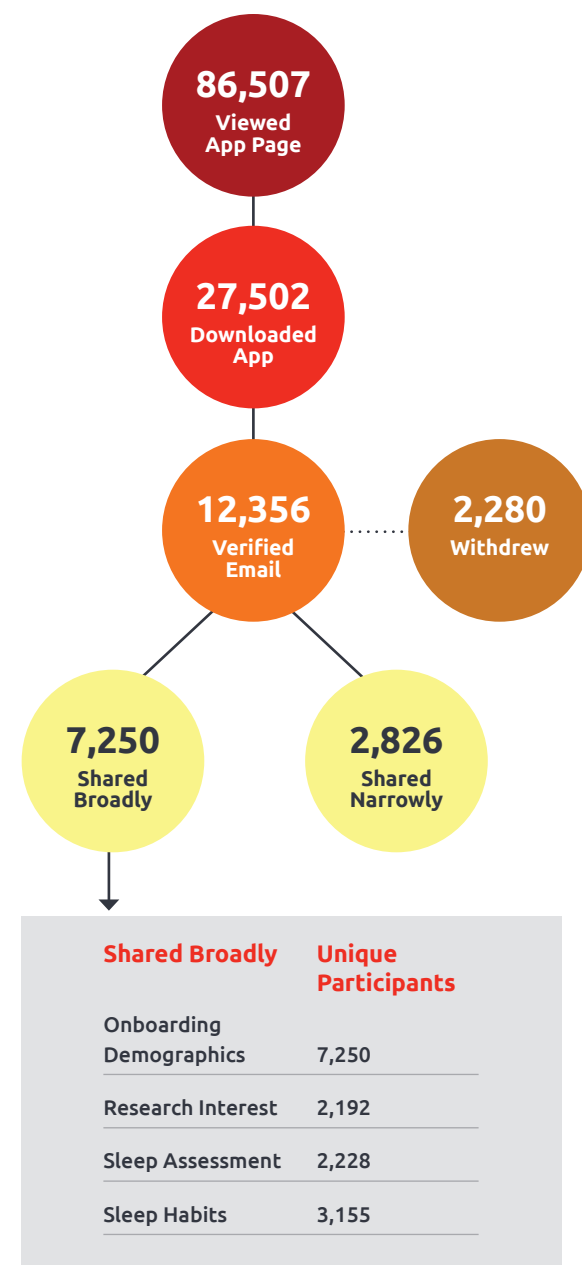 86,507
Viewed
App Page
27,502
Downloaded
App
12,356
Verified
Email
2,280
Withdrew
7,250
Shared
Broadly
2,826
Shared
Narrowly
Shared Broadly Unique
Participants
Onboarding
Demographics 7,250
Research Interest 2,192
Sleep Assessment 2,228
Sleep Habits 3,155